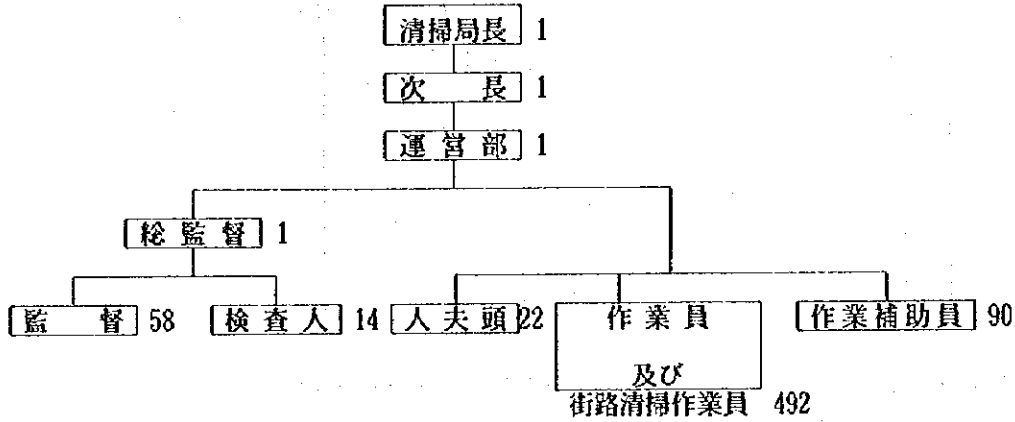 清掃局長 1
次 長 1
運営部 1
総監督 1
監 督 58 検査人 14 人夫頭 22 作業員 作業補助員 90
及び
街路清掃作業員 492